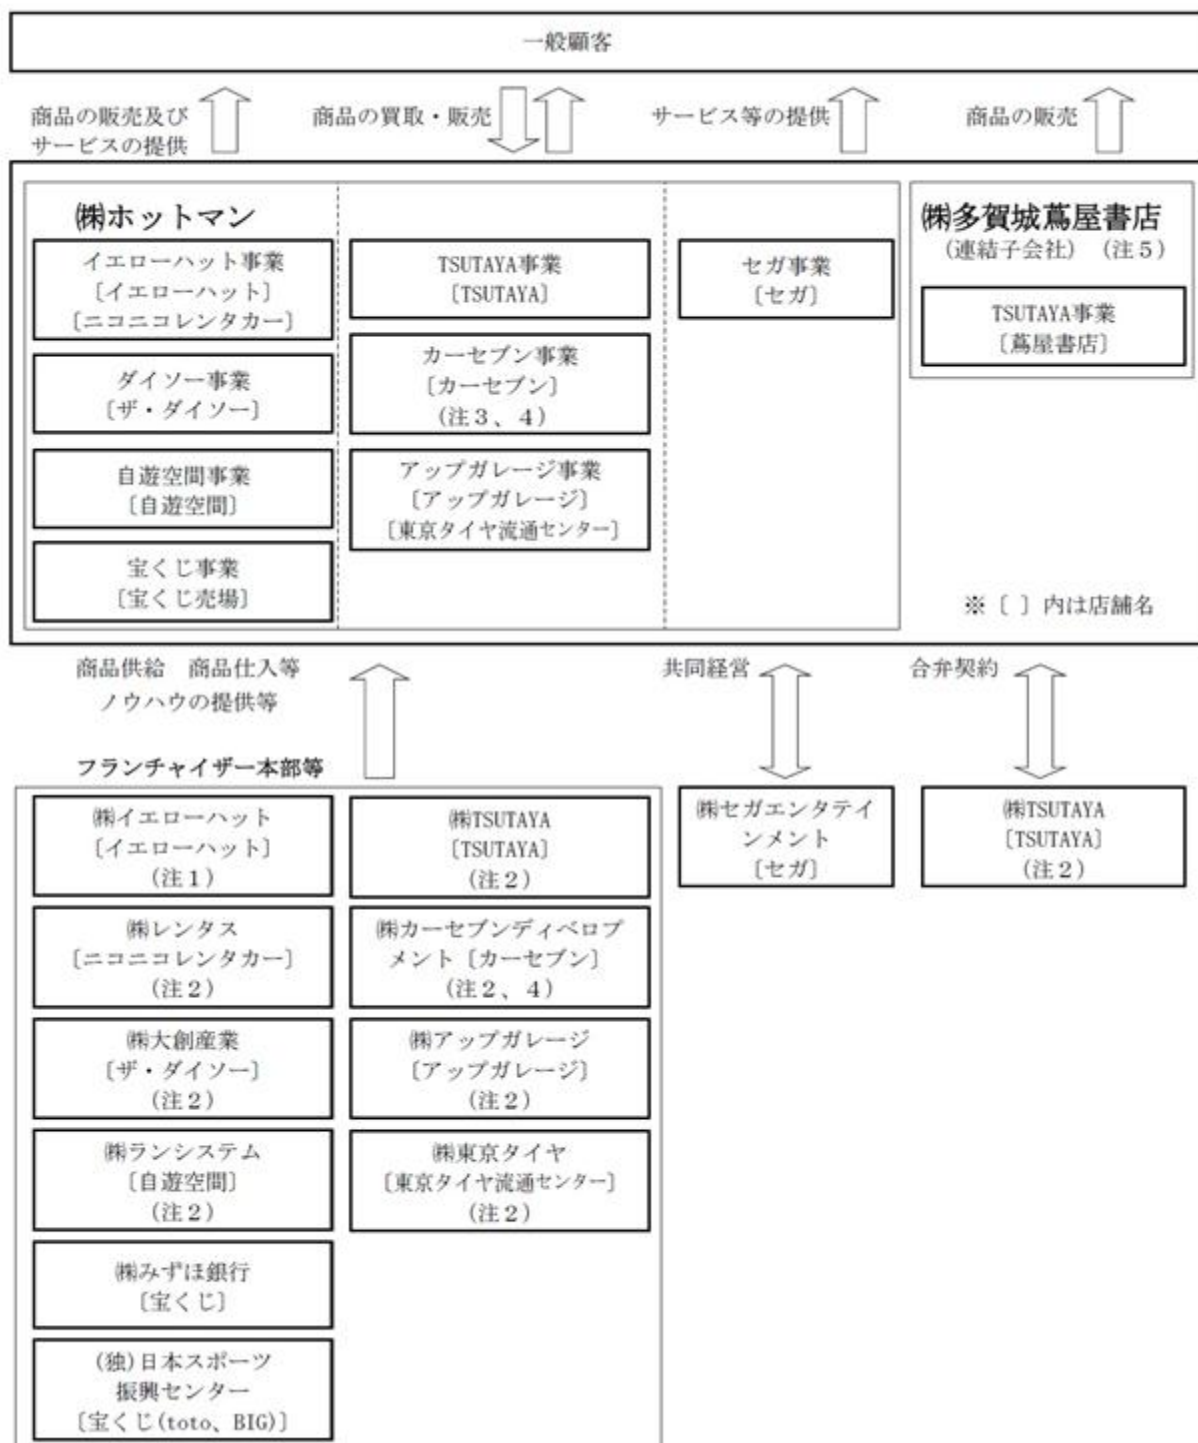 一般顧客
商品の販売及び
サービスの提供
商品の買取・販売
サービス等の提供
商品の販売
㈱ホットマン
イエローハット事業
〔イエローハット〕
〔ニコニコレンタカー〕
ダイソー事業
〔ザ・ダイソー〕
自遊空間事業
〔自遊空間〕
宝くじ事業
〔宝くじ売場〕
TSUTAYA事業
〔TSUTAYA〕
カーセブン事業
〔カーセブン〕
(注３、４)
アップガレージ事業
〔アップガレージ〕
〔東京タイヤ流通センター〕
セガ事業
〔セガ〕
㈱多賀城蔦屋書店
(連結子会社) (注５)
TSUTAYA事業
〔蔦屋書店〕
※〔 〕内は店舗名
商品供給　商品仕入等
ノウハウの提供等
共同経営
合弁契約
フランチャイザー本部等
㈱イエローハット
〔イエローハット〕
(注１)
㈱レンタス
〔ニコニコレンタカー〕
(注２)
㈱大創産業
〔ザ・ダイソー〕
(注２)
㈱ランシステム
〔自遊空間〕
(注２)
㈱みずほ銀行
〔宝くじ〕
(独)日本スポーツ
振興センター
〔宝くじ(toto、BIG)〕
㈱TSUTAYA
〔TSUTAYA〕
(注２)
㈱カーセブンディベロプ
メント〔カーセブン〕
(注２、４)
㈱アップガレージ
〔アップガレージ〕
(注２)
㈱東京タイヤ
〔東京タイヤ流通センター〕
(注２)
㈱セガエンタテイ
ンメント
〔セガ〕
㈱TSUTAYA
〔TSUTAYA〕
(注２)